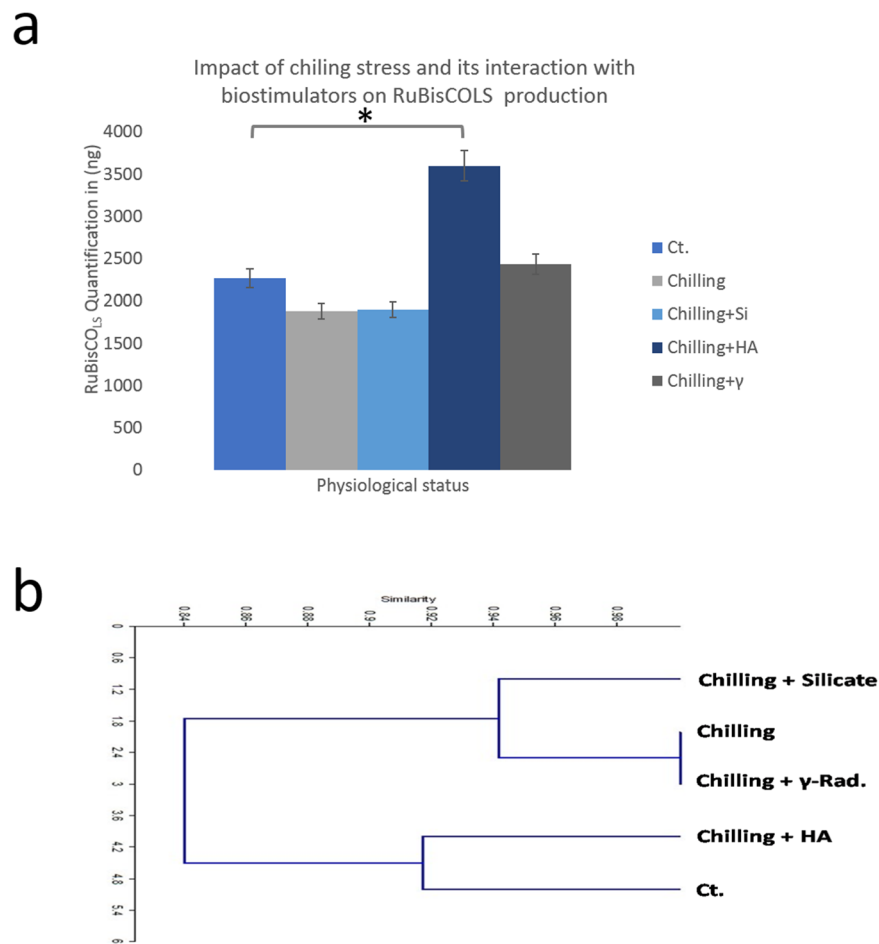 a
Impact of chiling stress and its interaction with
biostimulators on RuBisCOLS production
*
RuBisCO_LS Quantification in (ng)
4000
3500
3000
2500
2000
1500
1000
500
0
Physiological status
Ct.
Chilling
Chilling+Si
Chilling+HA
Chilling+γ
b
Similarity
0.84 0.86 0.88 0.9 0.92 0.94 0.96 0.98
0
0.6
1.2
1.8
2.4
3
3.6
4.2
4.8
5.4
6
Chilling + Silicate
Chilling
Chilling + γ-Rad.
Chilling + HA
Ct.